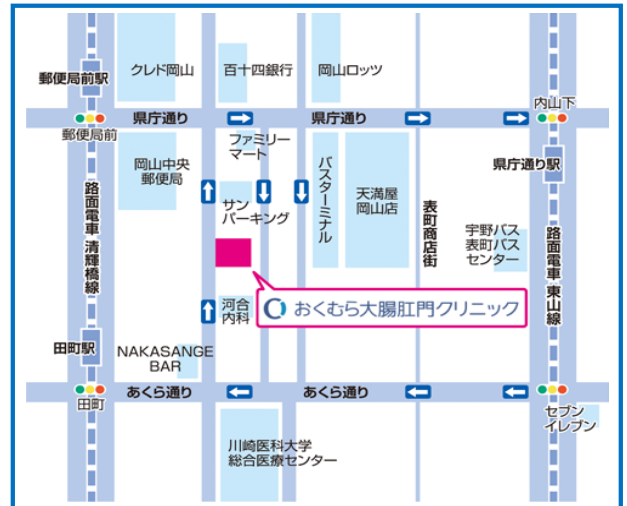 クレド岡山
百十四銀行
岡山ロッツ
郵便局前駅
県庁通り
県庁通り
内山下
郵便局前
ファミリー
マート
岡山中央
郵便局
バスターミナル
天満屋
岡山店
県庁通り駅
サン
パーキング
路面電車 清輝橋線
表町商店街
宇野バス
表町バス
センター
路面電車 東山線
河合
内科
おくむら大腸肛門クリニック
田町駅
NAKASANGE
BAR
あくら通り
あくら通り
田町
セブン
イレブン
川崎医科大学
総合医療センター